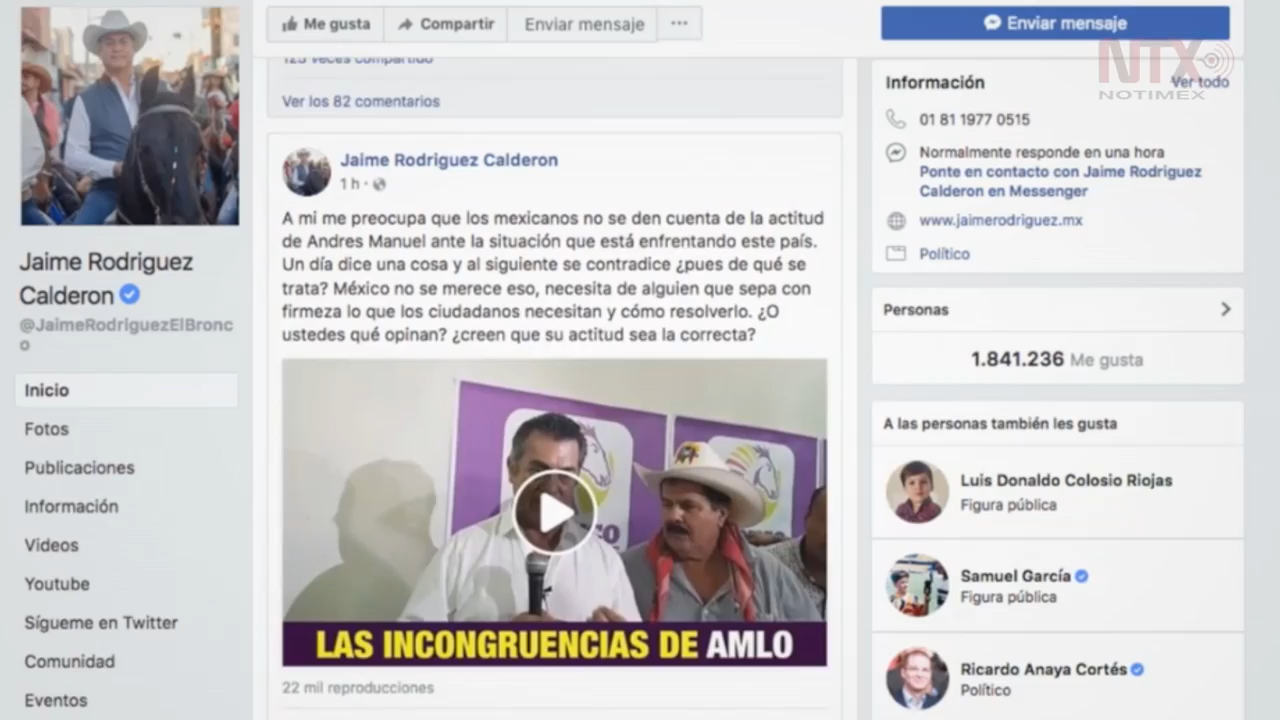 Jaime Rodriguez
Calderon
@JaimeRodriguezElBronc
o
Inicio
Fotos
Publicaciones
Información
Videos
Youtube
Sígueme en Twitter
Comunidad
Eventos
Me gusta
Compartir
Enviar mensaje
123 veces compartido
Ver los 82 comentarios
Jaime Rodriguez Calderon
1 h ·
A mi me preocupa que los mexicanos no se den cuenta de la actitud
de Andres Manuel ante la situación que está enfrentando este país.
Un día dice una cosa y al siguiente se contradice ¿pues de qué se
trata? México no se merece eso, necesita de alguien que sepa con
firmeza lo que los ciudadanos necesitan y cómo resolverlo. ¿O
ustedes qué opinan? ¿creen que su actitud sea la correcta?
LAS INCONGRUENCIAS DE AMLO
22 mil reproducciones
Enviar mensaje
NTX
NOTIMEX
Información
Ver todo
01 81 1977 0515
Normalmente responde en una hora
Ponte en contacto con Jaime Rodriguez
Calderon en Messenger
www.jaimerodriguez.mx
Político
Personas
1.841.236 Me gusta
A las personas también les gusta
Luis Donaldo Colosio Riojas
Figura pública
Samuel García
Figura pública
Ricardo Anaya Cortés
Político